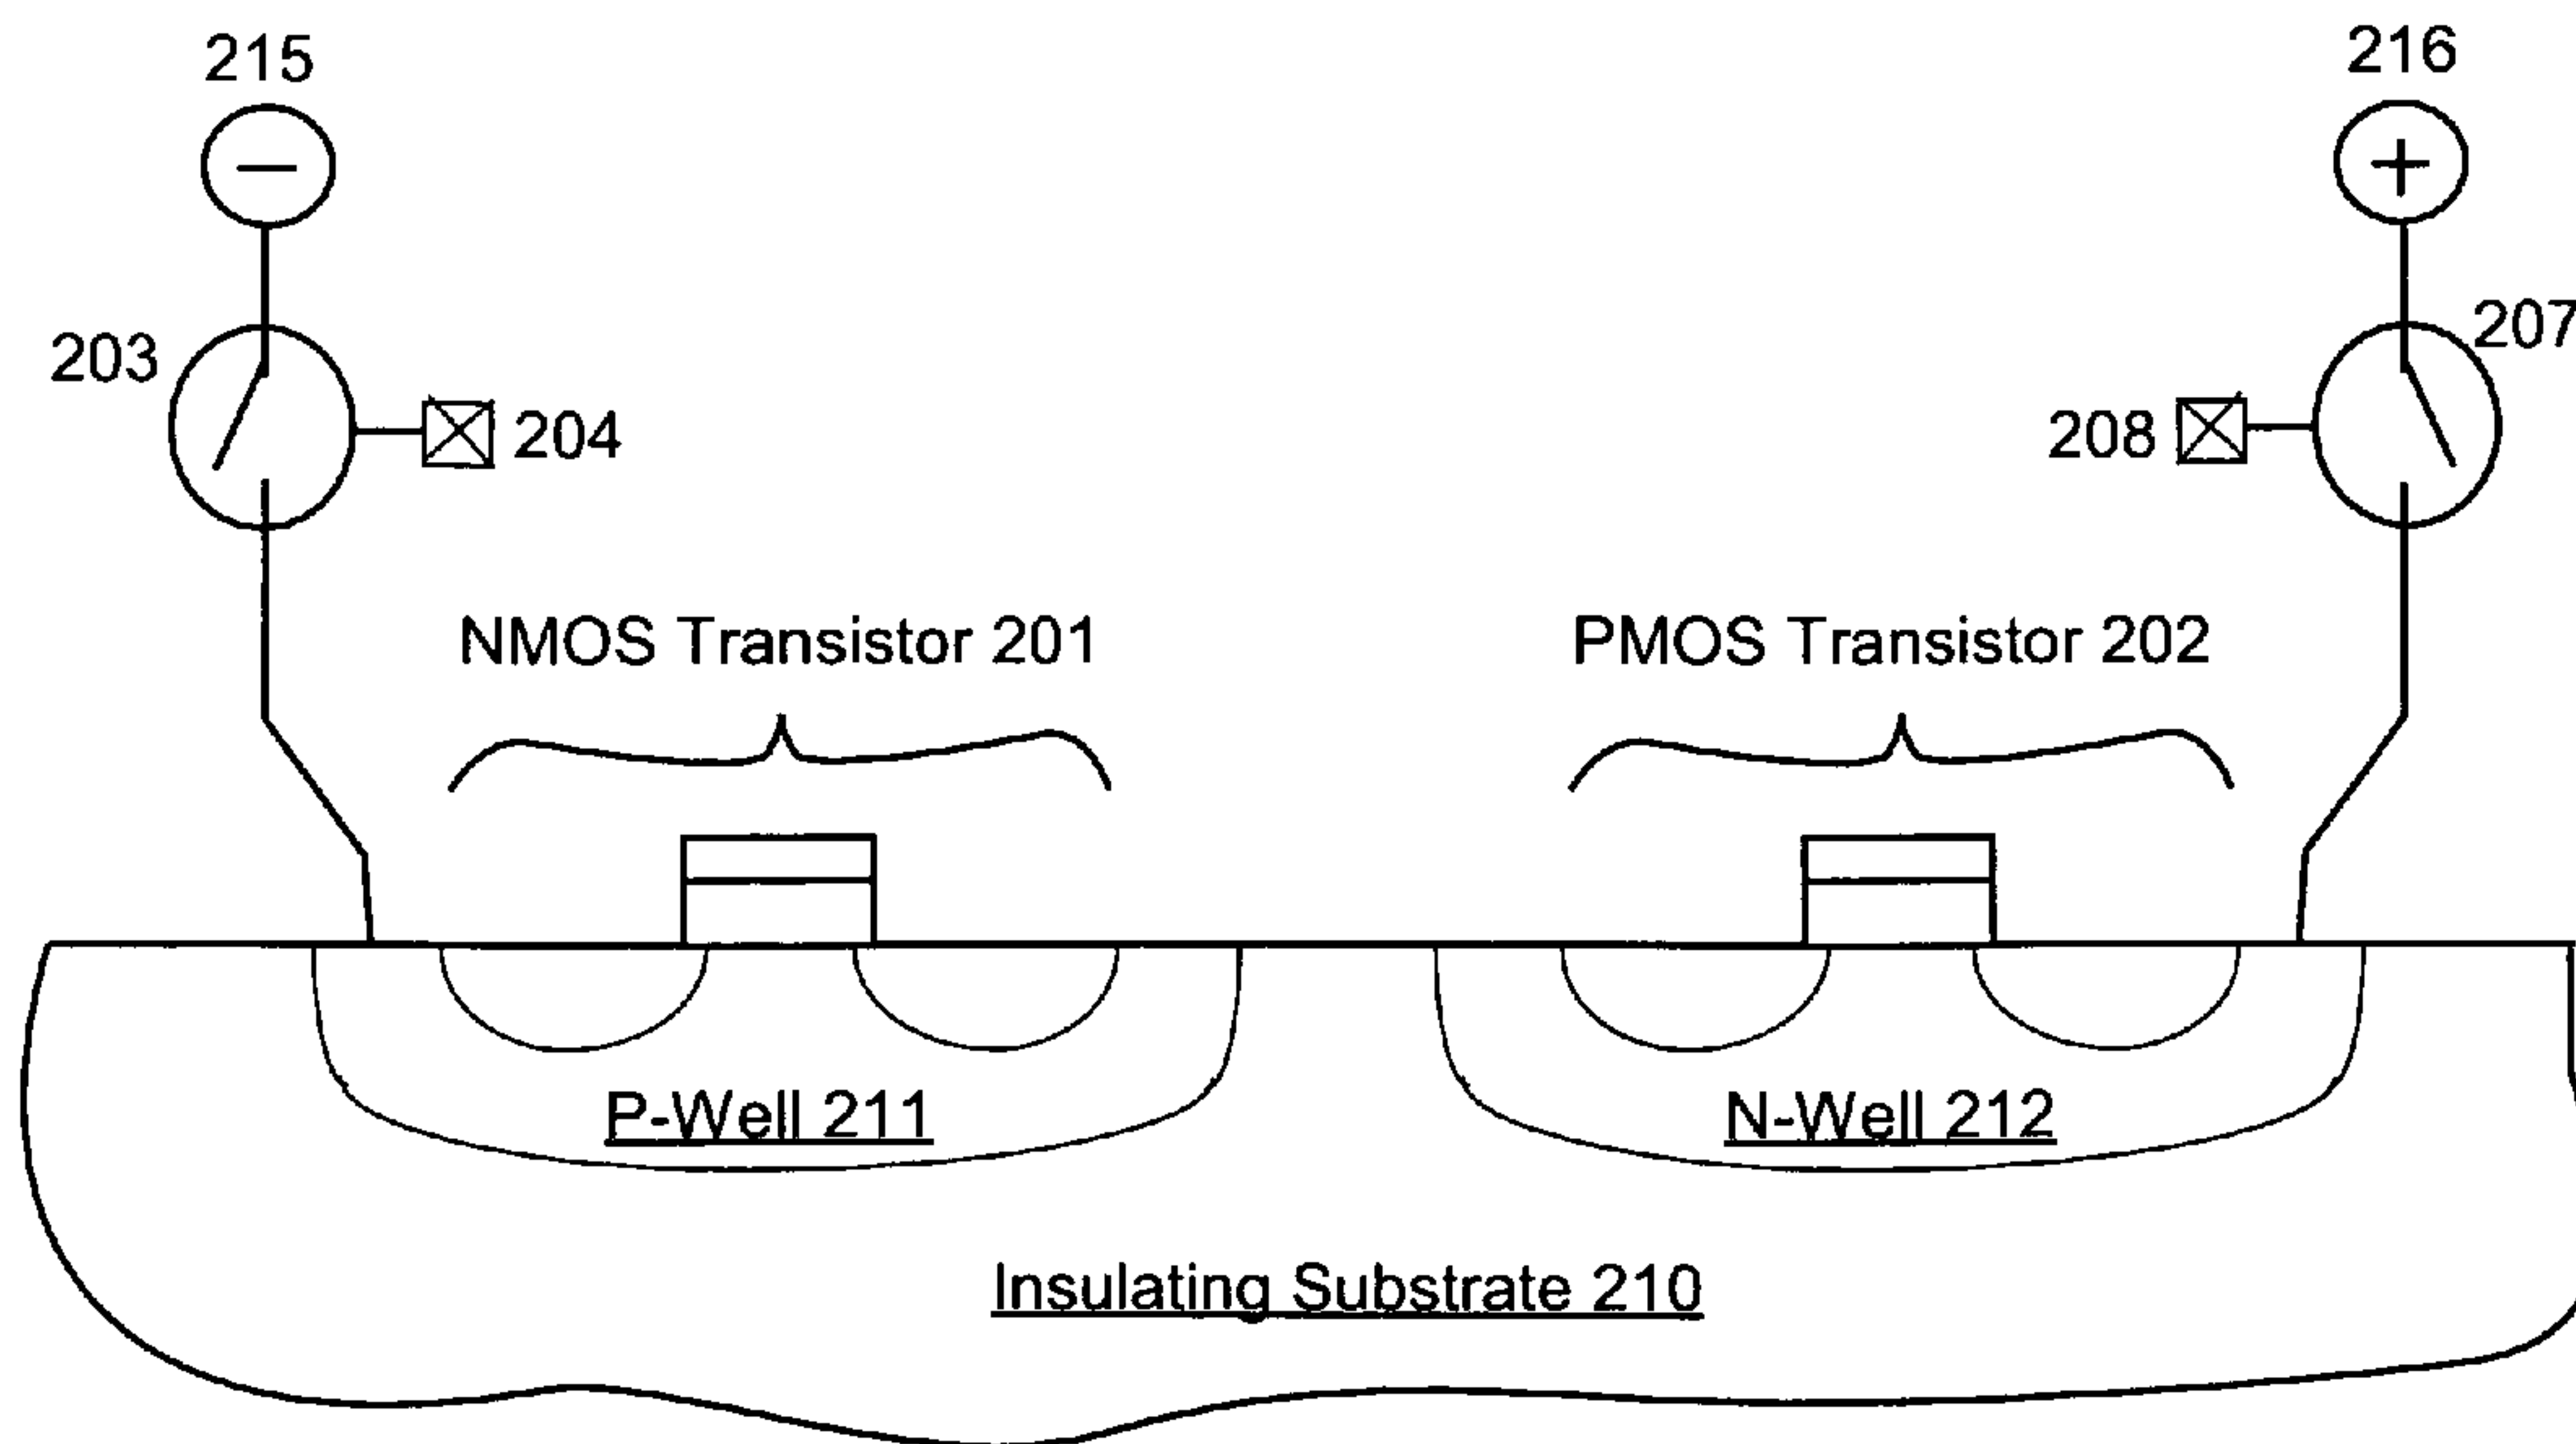 215
216
−
+
203
207
204
208
NMOS Transistor 201
PMOS Transistor 202
P-Well 211
N-Well 212
Insulating Substrate 210